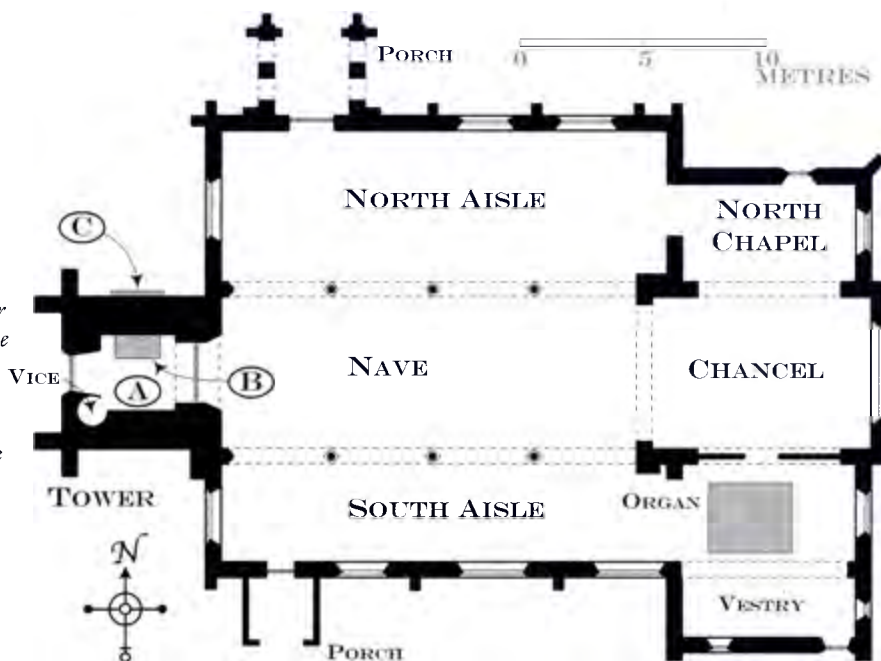 PORCH
0 5 10
METRES
NORTH AISLE
NORTH
CHAPEL
C
r
e
NAVE
CHANCEL
VICE
A
B
TOWER
SOUTH AISLE
ORGAN
N
VESTRY
PORCH